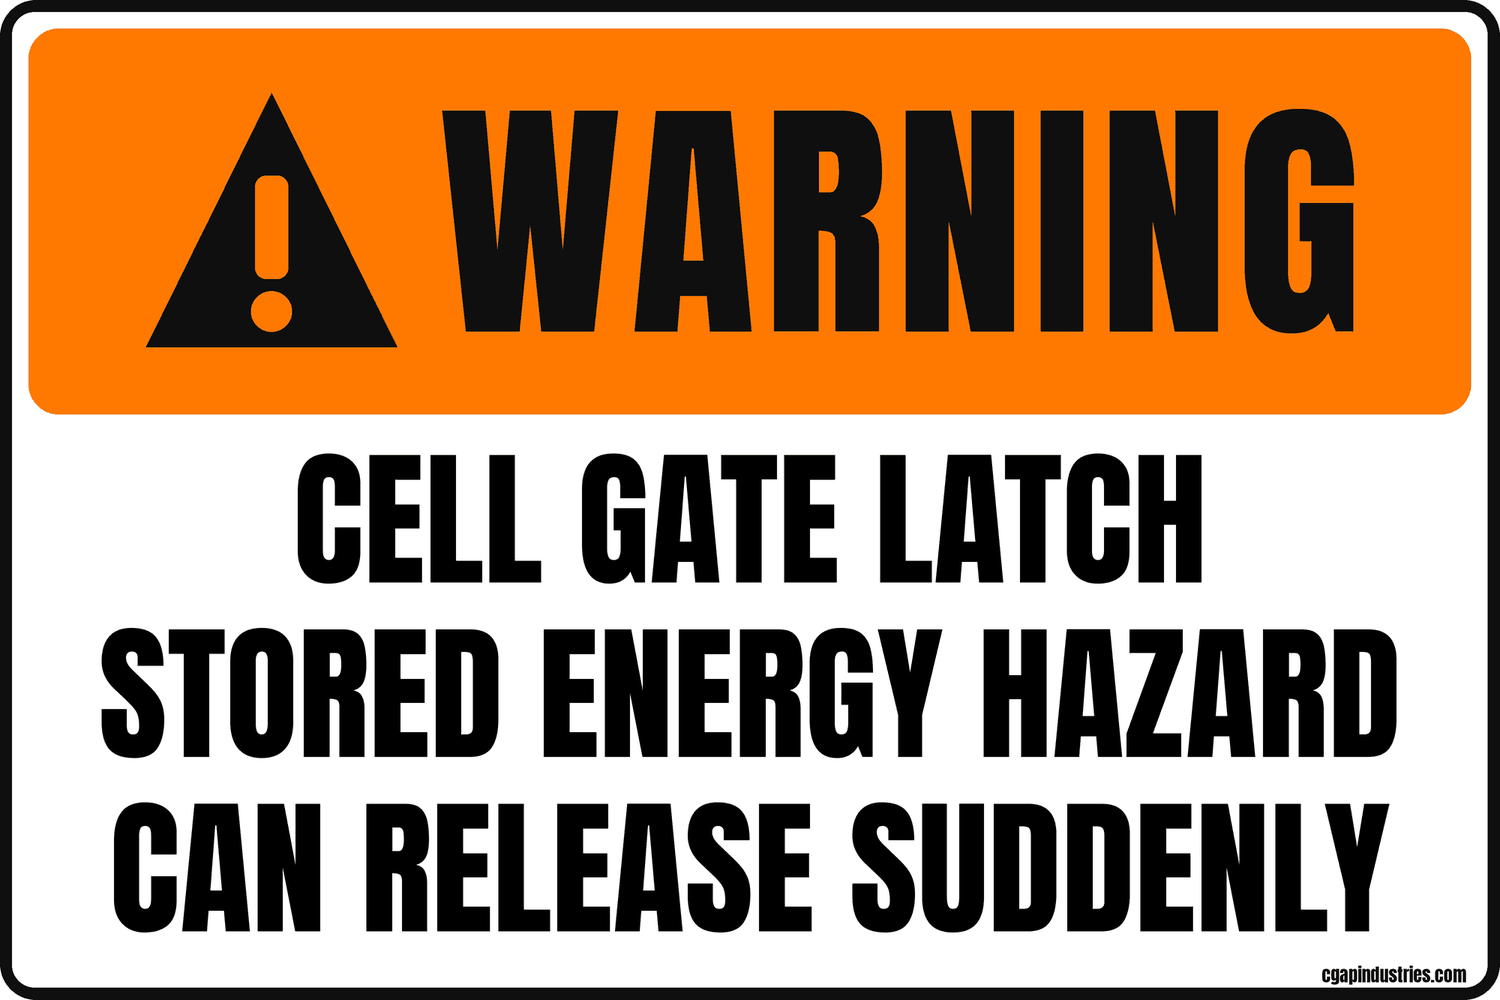 WARNING
CELL GATE LATCH
STORED ENERGY HAZARD
CAN RELEASE SUDDENLY
cgapindustries.com